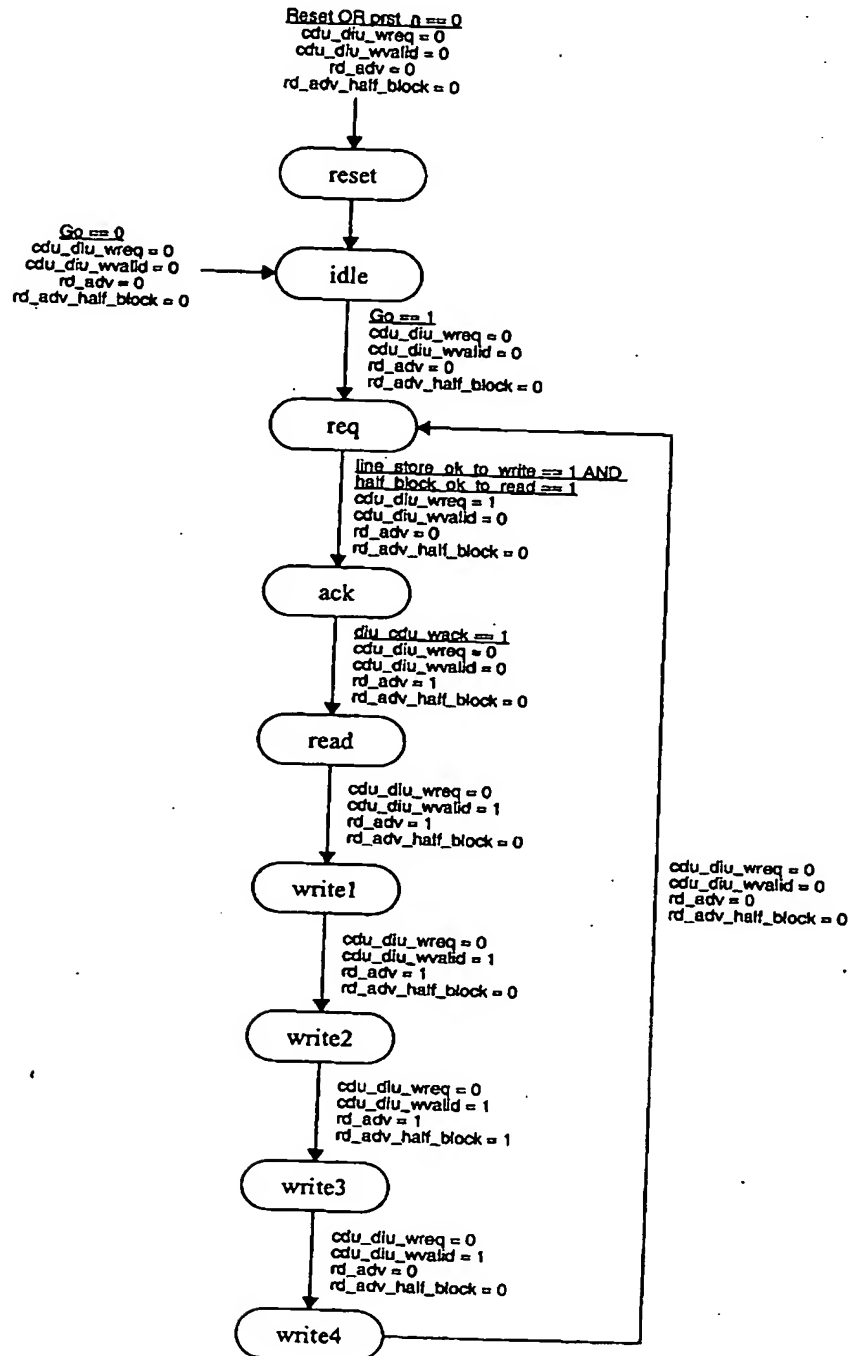 Reset OR prst_n == 0
cdu_diu_wreq = 0
cdu_diu_wvalid = 0
rd_adv = 0
rd_adv_half_block = 0
reset
Go == 0
cdu_diu_wreq = 0
cdu_diu_wvalid = 0
rd_adv = 0
rd_adv_half_block = 0
idle
Go == 1
cdu_diu_wreq = 0
cdu_diu_wvalid = 0
rd_adv = 0
rd_adv_half_block = 0
req
line_store_ok_to_write == 1 AND
half_block_ok_to_read == 1
cdu_diu_wreq = 1
cdu_diu_wvalid = 0
rd_adv = 0
rd_adv_half_block = 0
ack
diu_cdu_wack == 1
cdu_diu_wreq = 0
cdu_diu_wvalid = 0
rd_adv = 1
rd_adv_half_block = 0
read
cdu_diu_wreq = 0
cdu_diu_wvalid = 1
rd_adv = 1
rd_adv_half_block = 0
write1
cdu_diu_wreq = 0
cdu_diu_wvalid = 0
rd_adv = 0
rd_adv_half_block = 0
cdu_diu_wreq = 0
cdu_diu_wvalid = 1
rd_adv = 1
rd_adv_half_block = 0
write2
cdu_diu_wreq = 0
cdu_diu_wvalid = 1
rd_adv = 1
rd_adv_half_block = 1
write3
cdu_diu_wreq = 0
cdu_diu_wvalid = 1
rd_adv = 0
rd_adv_half_block = 0
write4